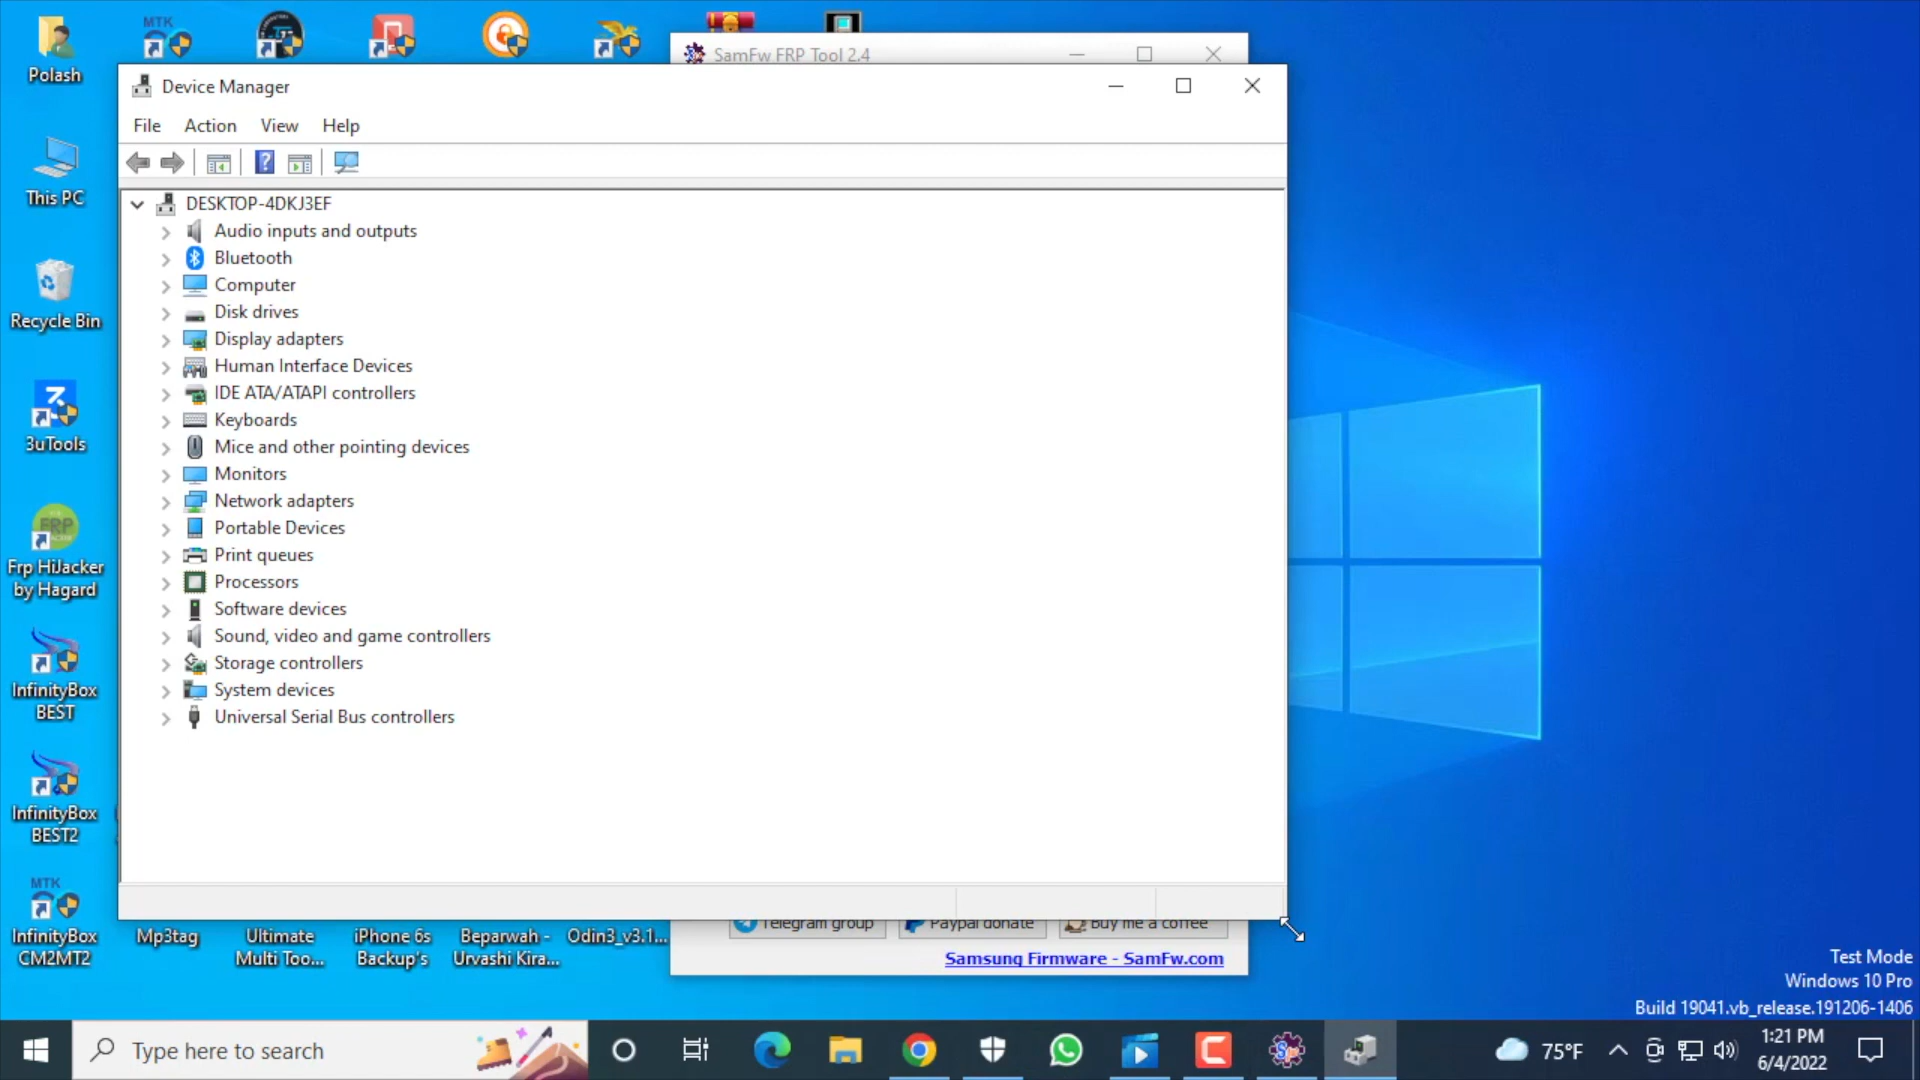 Polash
This PC
Recycle Bin
3uTools
FRP
Frp HiJacker
by Hagard
InfinityBox
BEST
InfinityBox
BEST2
MTK
InfinityBox
CM2MT2
MTK
SamFw FRP Tool 2.4
Device Manager
File Action View Help
DESKTOP-4DKJ3EF
Audio inputs and outputs
Bluetooth
Computer
Disk drives
Display adapters
Human Interface Devices
IDE ATA/ATAPI controllers
Keyboards
Mice and other pointing devices
Monitors
Network adapters
Portable Devices
Print queues
Processors
Software devices
Sound, video and game controllers
Storage controllers
System devices
Universal Serial Bus controllers
Telegram group
Paypal donate
Buy me a coffee
Samsung Firmware - SamFw.com
Mp3tag
Ultimate
Multi Too...
iPhone 6s
Backup's
Beparwah -
Urvashi Kira...
Odin3_v3.1...
Test Mode
Windows 10 Pro
Build 19041.vb_release.191206-1406
Type here to search
75°F
1:21 PM
6/4/2022